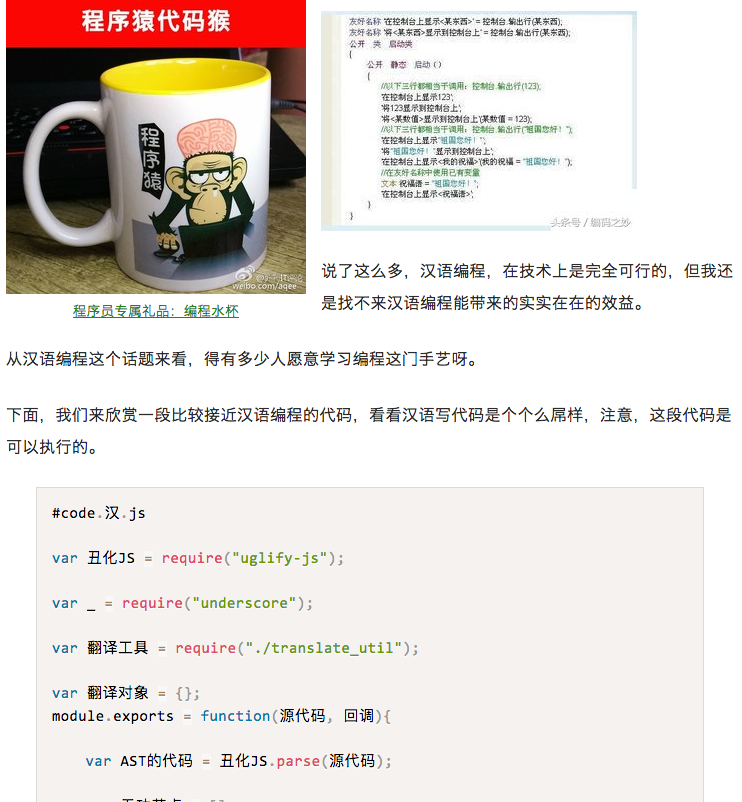 程序猿代码猴
程序猿
weibo.com/aqee
程序员专属礼品：编程水杯
友好名称 '在控制台上显示<某东西>' = 控制台.输出行(某东西);
友好名称 '将<某东西>显示到控制台上' = 控制台.输出行(某东西);
公开 类 启动类
{
公开 静态 启动（）
{
//以下三行都相当于调用：控制台.输出行(123);
'在控制台上显示123';
'将123显示到控制台上';
'将<某数值>显示到控制台上'(某数值 = 123);
//以下三行都相当于调用：控制台.输出行("祖国您好！");
'在控制台上显示"祖国您好！"';
'将"祖国您好！"显示到控制台上';
'在控制台上显示<我的祝福>'(我的祝福 = "祖国您好！");
//在友好名称中使用已有变量
文本 祝福语 = "祖国您好！";
'在控制台上显示<祝福语>';
}
}
头条号 / 编码之妙
说了这么多，汉语编程，在技术上是完全可行的，但我还
是找不来汉语编程能带来的实实在在的效益。
从汉语编程这个话题来看，得有多少人愿意学习编程这门手艺呀。
下面，我们来欣赏一段比较接近汉语编程的代码，看看汉语写代码是个个么屌样，注意，这段代码是
可以执行的。
#code.汉.js
var 丑化JS = require("uglify-js");
var _ = require("underscore");
var 翻译工具 = require("./translate_util");
var 翻译对象 = {};
module.exports = function(源代码, 回调){
var AST的代码 = 丑化JS.parse(源代码);